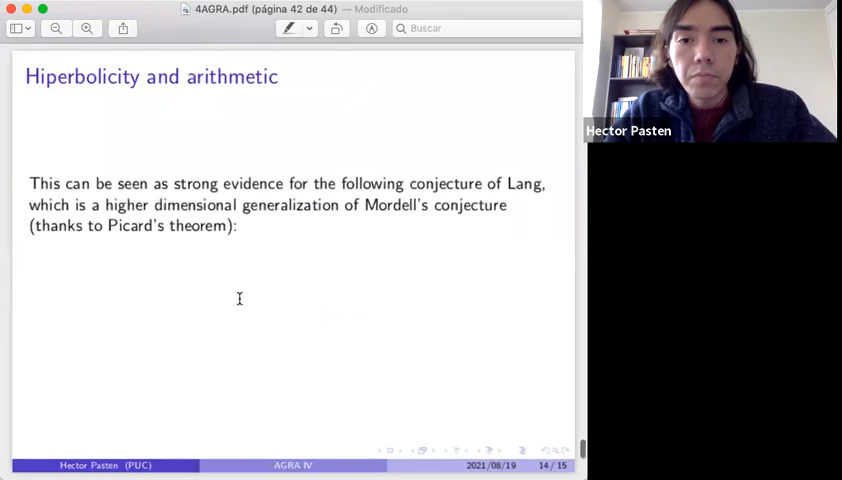 4AGRA.pdf (página 42 de 44) — Modificado
Buscar
Hiperbolicity and arithmetic
This can be seen as strong evidence for the following conjecture of Lang,
which is a higher dimensional generalization of Mordell's conjecture
(thanks to Picard's theorem):
Hector Pasten (PUC)
AGRA IV
2021/08/19
14 / 15
Hector Pasten